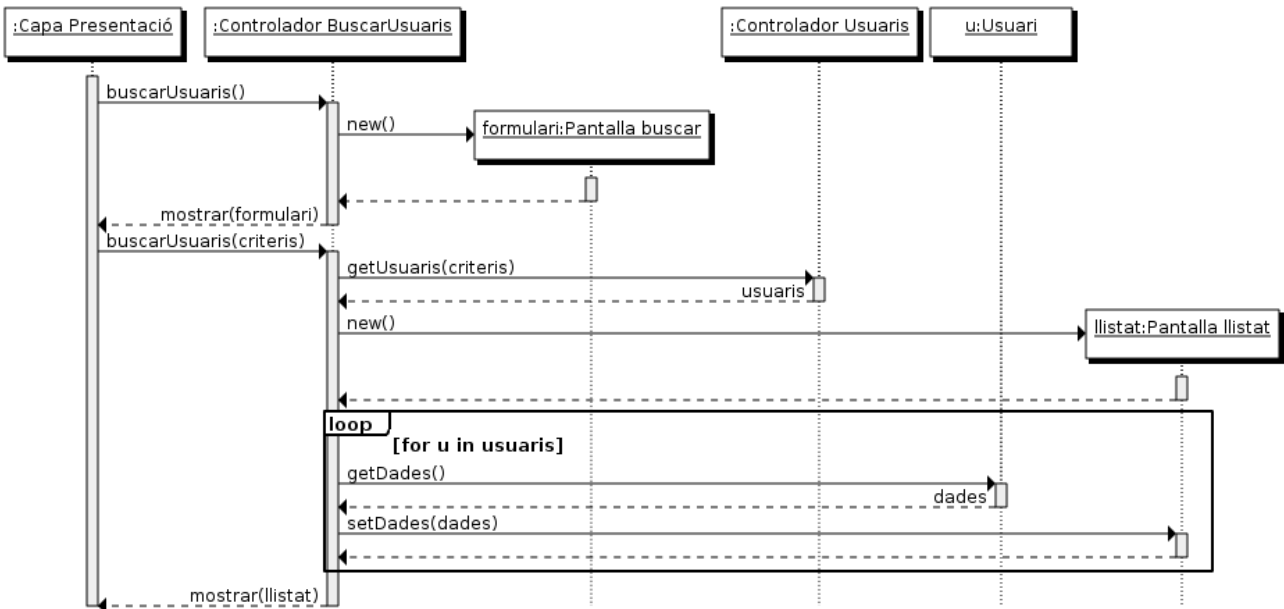 :Capa Presentació
:Controlador BuscarUsuaris
:Controlador Usuaris
u:Usuari
buscarUsuaris()
new()
formulari:Pantalla buscar
mostrar(formulari)
buscarUsuaris(criteris)
getUsuaris(criteris)
usuaris
new()
llistat:Pantalla llistat
loop
[for u in usuaris]
getDades()
dades
setDades(dades)
mostrar(llistat)